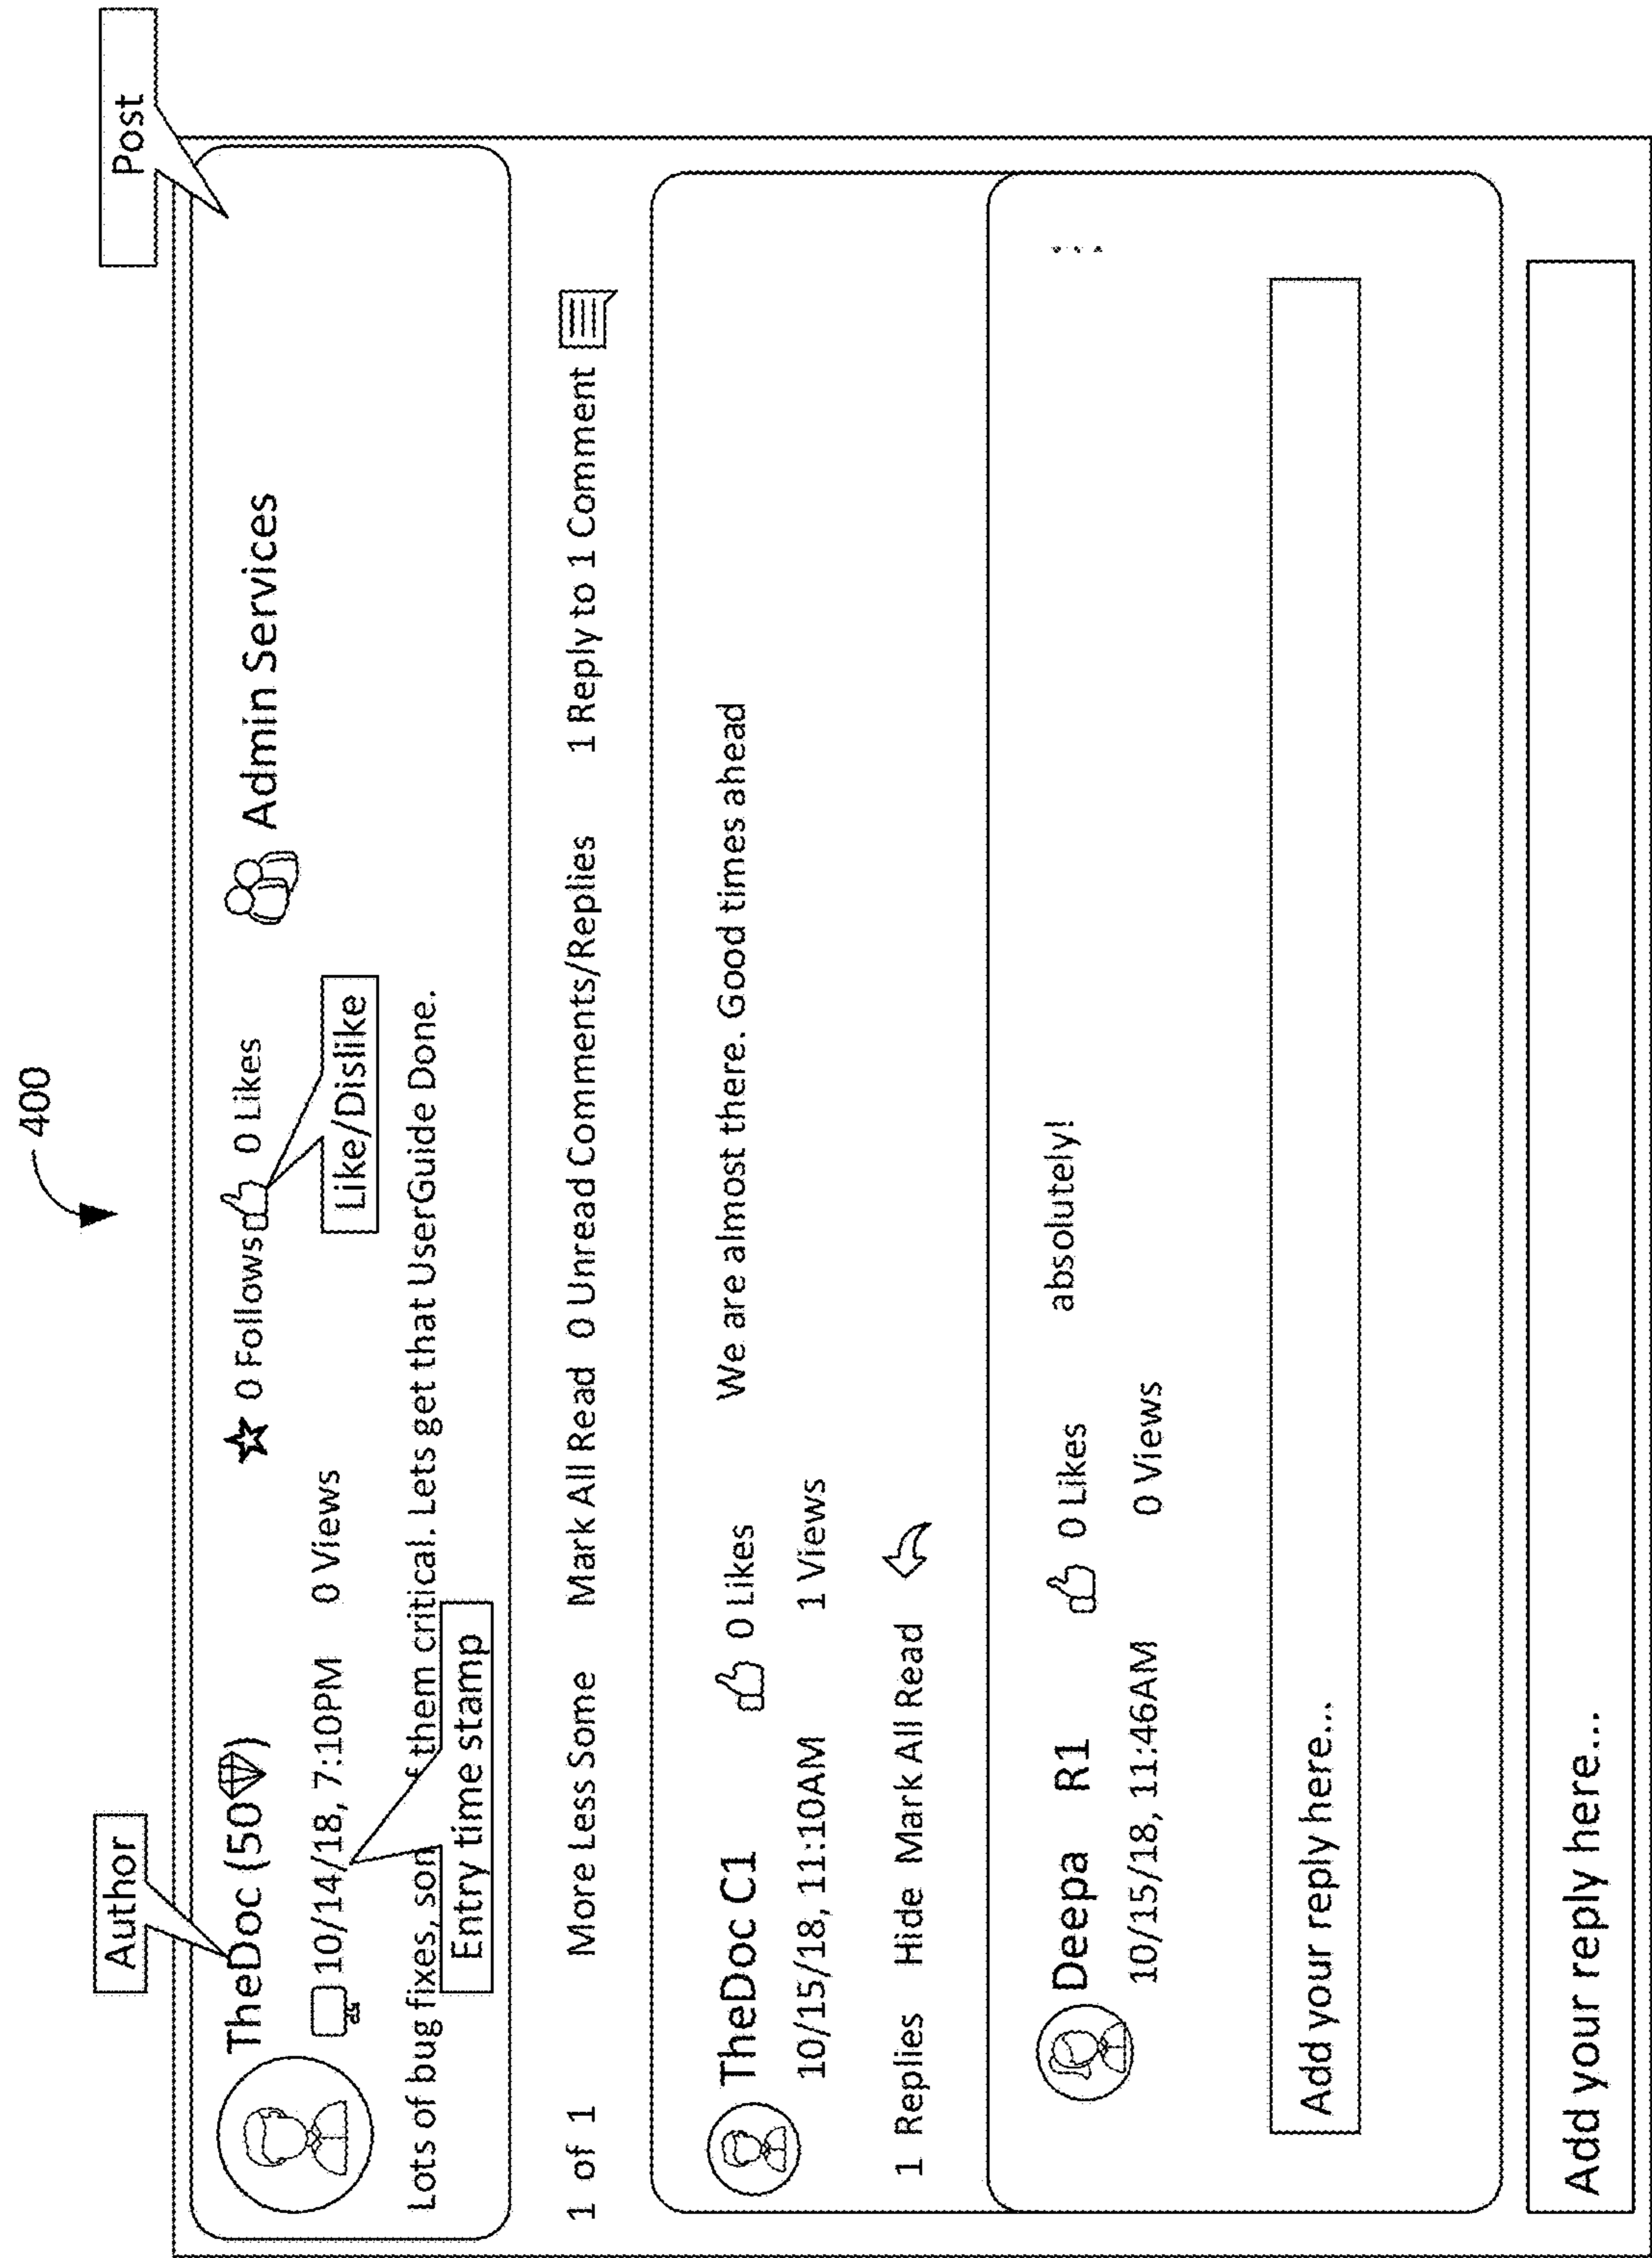 400
Post
Author
TheDoc (50 ) 0 Follows 0 Likes Admin Services
10/14/18, 7:10PM 0 Views
Like/Dislike
Lots of bug fixes, som f them critical. Lets get that UserGuide Done.
Entry time stamp
1 of 1 More Less Some Mark All Read 0 Unread Comments/Replies 1 Reply to 1 Comment
TheDoc C1 0 Likes We are almost there. Good times ahead
10/15/18, 11:10AM 1 Views
1 Replies Hide Mark All Read
Deepa R1 0 Likes absolutely!
10/15/18, 11:46AM 0 Views
Add your reply here...
Add your reply here...